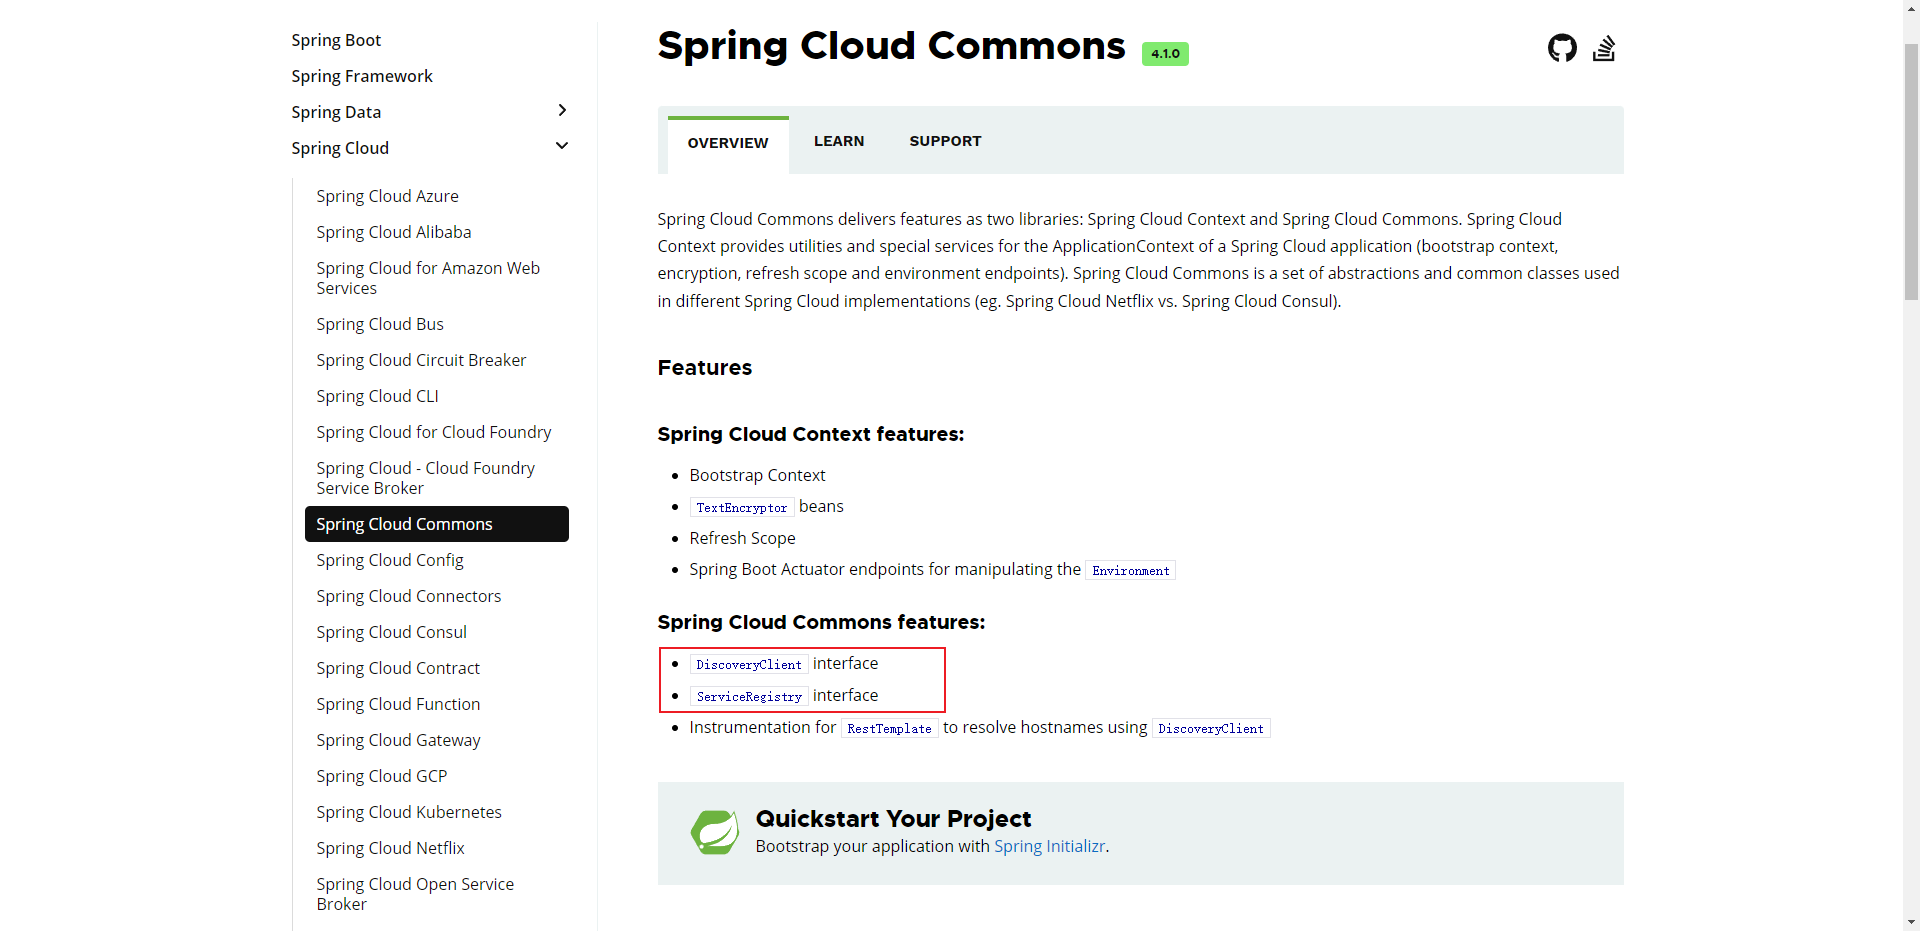 Spring Boot
Spring Framework
Spring Data
Spring Cloud
Spring Cloud Azure
Spring Cloud Alibaba
Spring Cloud for Amazon Web
Services
Spring Cloud Bus
Spring Cloud Circuit Breaker
Spring Cloud CLI
Spring Cloud for Cloud Foundry
Spring Cloud - Cloud Foundry
Service Broker
Spring Cloud Commons
Spring Cloud Config
Spring Cloud Connectors
Spring Cloud Consul
Spring Cloud Contract
Spring Cloud Function
Spring Cloud Gateway
Spring Cloud GCP
Spring Cloud Kubernetes
Spring Cloud Netflix
Spring Cloud Open Service
Broker
Spring Cloud Commons 4.1.0
OVERVIEW LEARN SUPPORT
Spring Cloud Commons delivers features as two libraries: Spring Cloud Context and Spring Cloud Commons. Spring Cloud
Context provides utilities and special services for the ApplicationContext of a Spring Cloud application (bootstrap context,
encryption, refresh scope and environment endpoints). Spring Cloud Commons is a set of abstractions and common classes used
in different Spring Cloud implementations (eg. Spring Cloud Netflix vs. Spring Cloud Consul).
Features
Spring Cloud Context features:
• Bootstrap Context
• TextEncryptor beans
• Refresh Scope
• Spring Boot Actuator endpoints for manipulating the Environment
Spring Cloud Commons features:
• DiscoveryClient interface
• ServiceRegistry interface
• Instrumentation for RestTemplate to resolve hostnames using DiscoveryClient
Quickstart Your Project
Bootstrap your application with Spring Initializr.